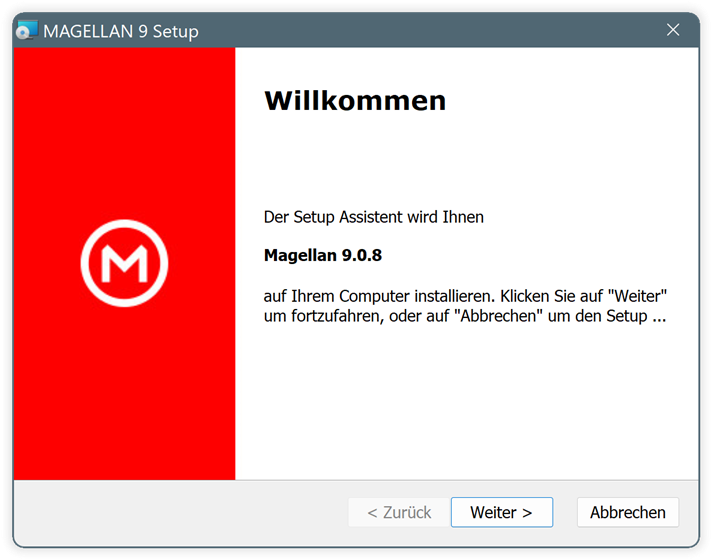 MAGELLAN 9 Setup
Willkommen
Der Setup Assistent wird Ihnen
Magellan 9.0.8
auf Ihrem Computer installieren. Klicken Sie auf "Weiter"
um fortzufahren, oder auf "Abbrechen" um den Setup ...
M
< Zurück Weiter > Abbrechen